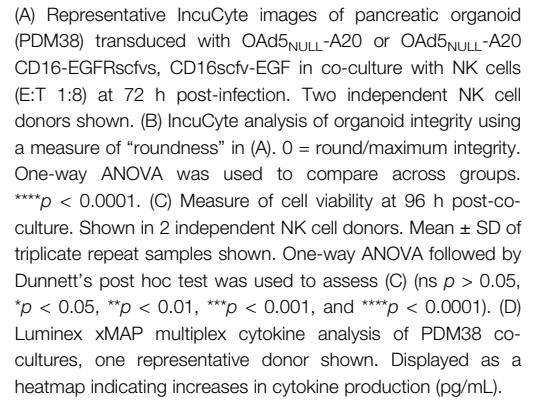 (A) Representative IncuCyte images of pancreatic organoid
(PDM38) transduced with OAd5NULL-A20 or OAd5NULL-A20
CD16-EGFRscfvs, CD16scfv-EGF in co-culture with NK cells
(E:T 1:8) at 72 h post-infection. Two independent NK cell
donors shown. (B) IncuCyte analysis of organoid integrity using
a measure of “roundness” in (A). 0 = round/maximum integrity.
One-way ANOVA was used to compare across groups.
****p < 0.0001. (C) Measure of cell viability at 96 h post-co-
culture. Shown in 2 independent NK cell donors. Mean ± SD of
triplicate repeat samples shown. One-way ANOVA followed by
Dunnett’s post hoc test was used to assess (C) (ns p > 0.05,
*p < 0.05, **p < 0.01, ***p < 0.001, and ****p < 0.0001). (D)
Luminex xMAP multiplex cytokine analysis of PDM38 co-
cultures, one representative donor shown. Displayed as a
heatmap indicating increases in cytokine production (pg/mL).